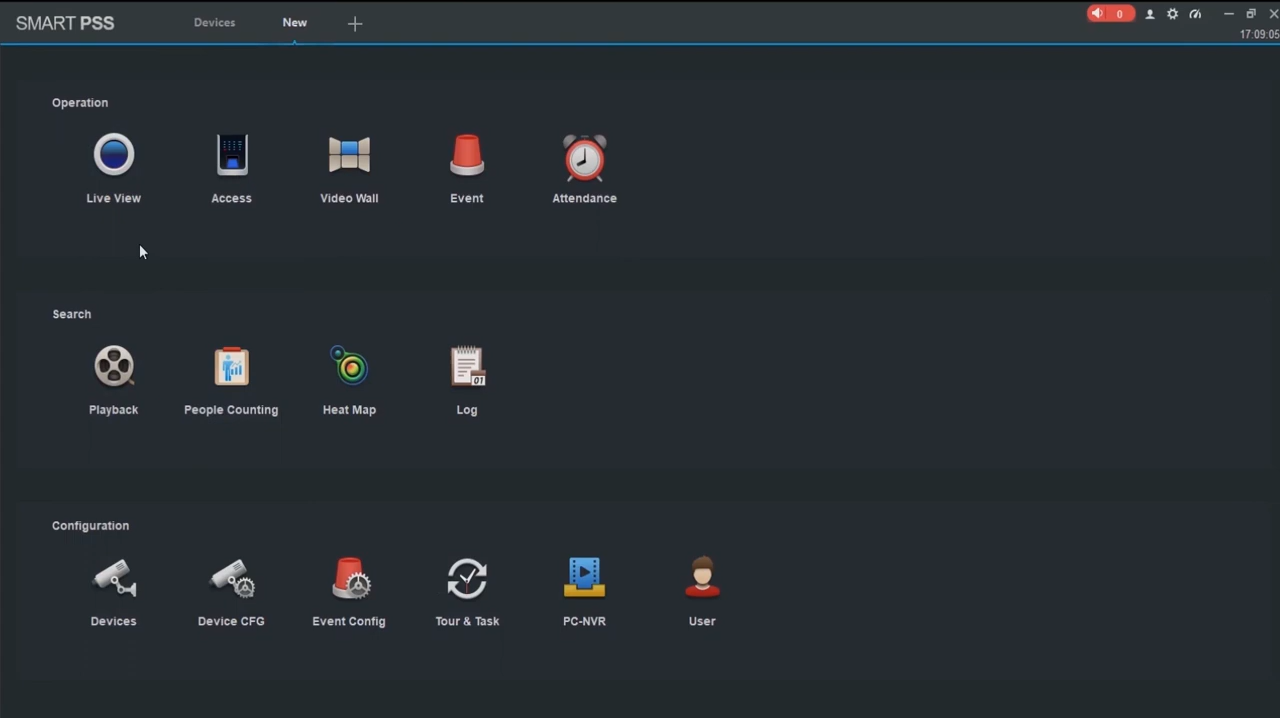 SMART PSS Devices New + 0
17:09:05
Operation
Live View Access Video Wall Event Attendance
Search
01
Playback People Counting Heat Map Log
Configuration
Devices Device CFG Event Config Tour & Task PC-NVR User